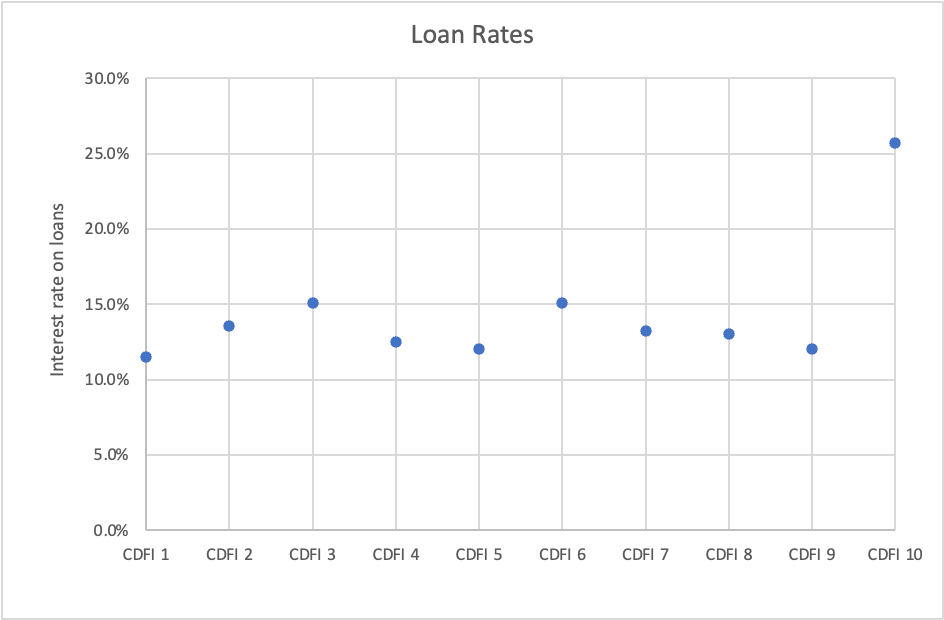 Loan Rates
30.0%
25.0%
20.0%
15.0%
10.0%
5.0%
0.0%
Interest rate on loans
CDFI 1 CDFI 2 CDFI 3 CDFI 4 CDFI 5 CDFI 6 CDFI 7 CDFI 8 CDFI 9 CDFI 10